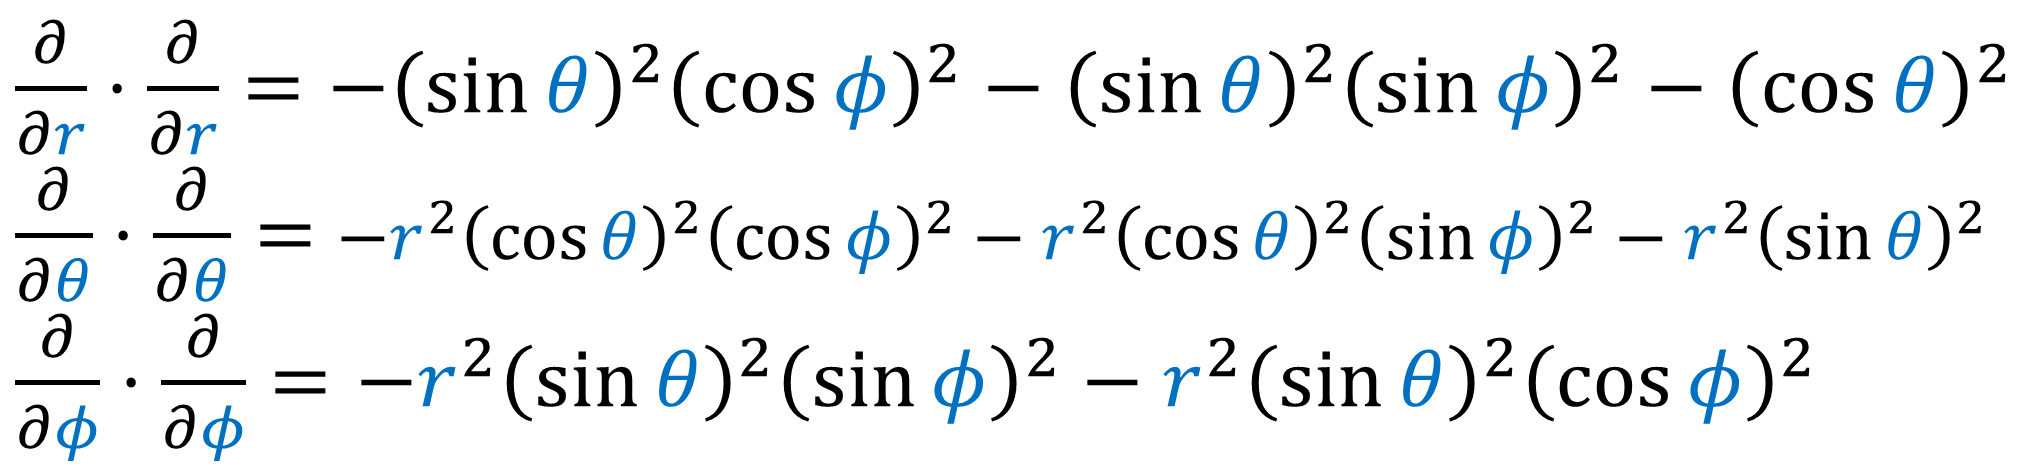 ∂/∂r · ∂/∂r = −(sin θ)²(cos ϕ)² − (sin θ)²(sin ϕ)² − (cos θ)²
∂/∂θ · ∂/∂θ = −r²(cos θ)²(cos ϕ)² − r²(cos θ)²(sin ϕ)² − r²(sin θ)²
∂/∂ϕ · ∂/∂ϕ = −r²(sin θ)²(sin ϕ)² − r²(sin θ)²(cos ϕ)²